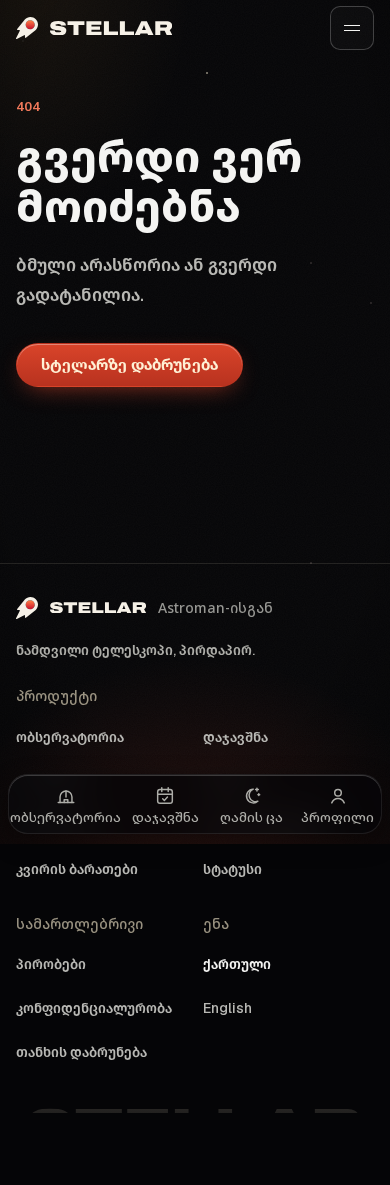 STELLAR
404
გვერდი ვერ
მოიძებნა
ბმული არასწორია ან გვერდი
გადატანილია.
სტელარზე დაბრუნება
STELLAR Astroman-ისგან
ნამდვილი ტელესკოპი, პირდაპირ.
პროდუქტი
ობსერვატორია დაჯავშნა
ობსერვატორია დაჯავშნა ღამის ცა პროფილი
კვირის ბარათები სტატუსი
სამართლებრივი ენა
პირობები ქართული
კონფიდენციალურობა English
თანხის დაბრუნება